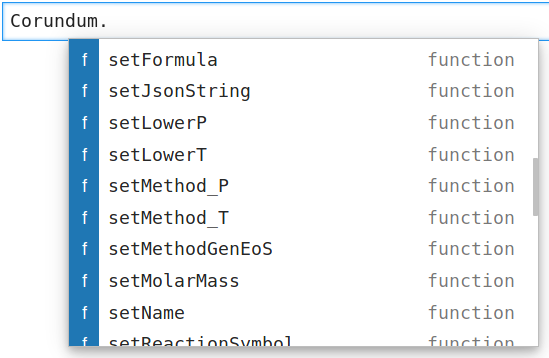 Corundum.
f setFormula function
f setJsonString function
f setLowerP function
f setLowerT function
f setMethod_P function
f setMethod_T function
f setMethodGenEoS function
f setMolarMass function
f setName function
f setReactionSymbol function